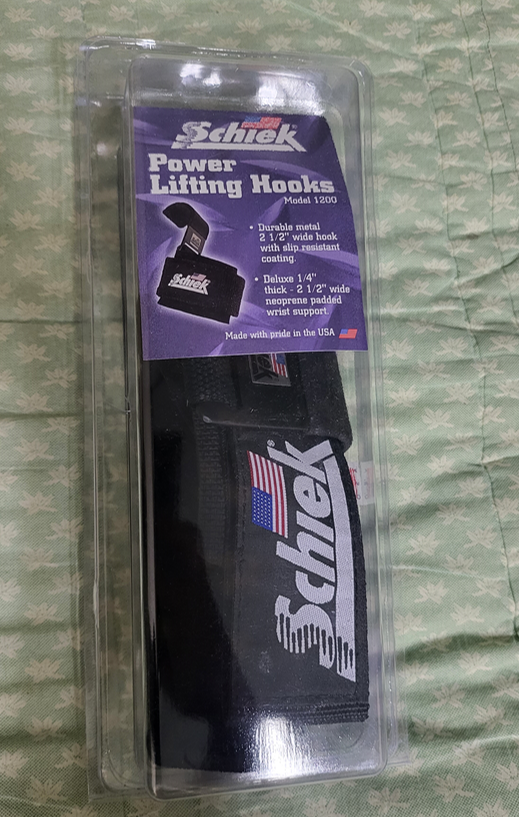 Schiek
Power
Lifting Hooks
Model 1200
• Durable metal
2 1/2" wide hook
with slip resistant
coating.
Schiek
• Deluxe 1/4"
thick - 2 1/2" wide
neoprene padded
wrist support.
Made with pride in the USA
Schiek®